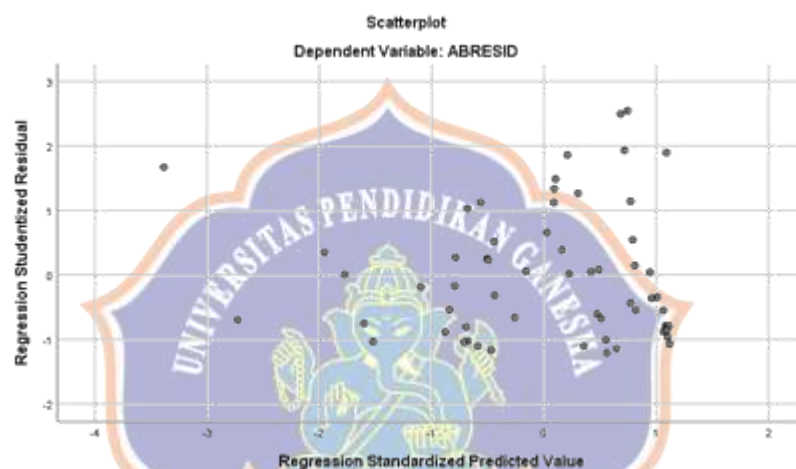 Scatterplot
Dependent Variable: ABRESID
Regression Studentized Residual
3
2
1
0
-1
-2
UNIVERSITAS PENDIDIKAN GANESHA
-4
-3
-2
-1
0
1
2
Regression Standardized Predicted Value